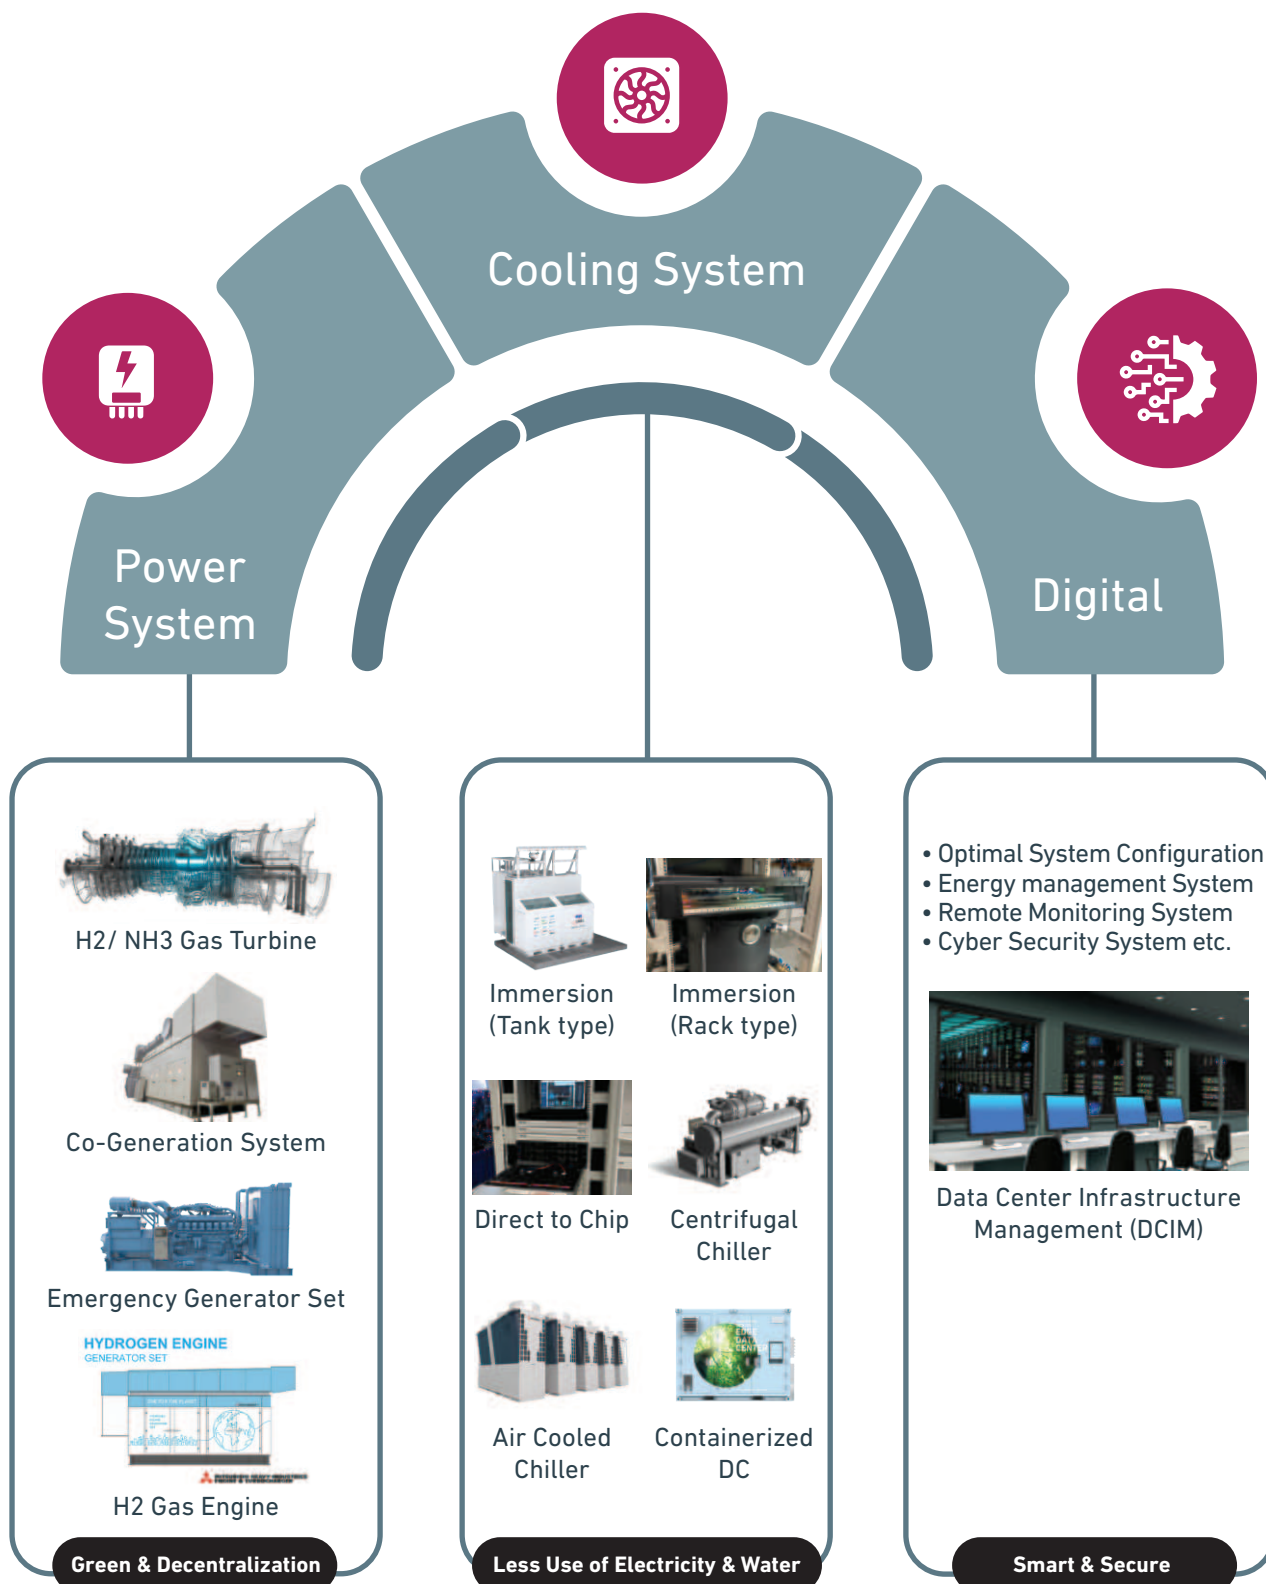 Cooling System
Power
System
Digital
H2/ NH3 Gas Turbine
Co-Generation System
Emergency Generator Set
HYDROGEN ENGINE
GENERATOR SET
H2 Gas Engine
Green & Decentralization
Immersion
(Tank type)
Immersion
(Rack type)
Direct to Chip
Centrifugal
Chiller
EDGE
DATA
CENTER
Air Cooled
Chiller
Containerized
DC
Less Use of Electricity & Water
• Optimal System Configuration
• Energy management System
• Remote Monitoring System
• Cyber Security System etc.
Data Center Infrastructure
Management (DCIM)
Smart & Secure